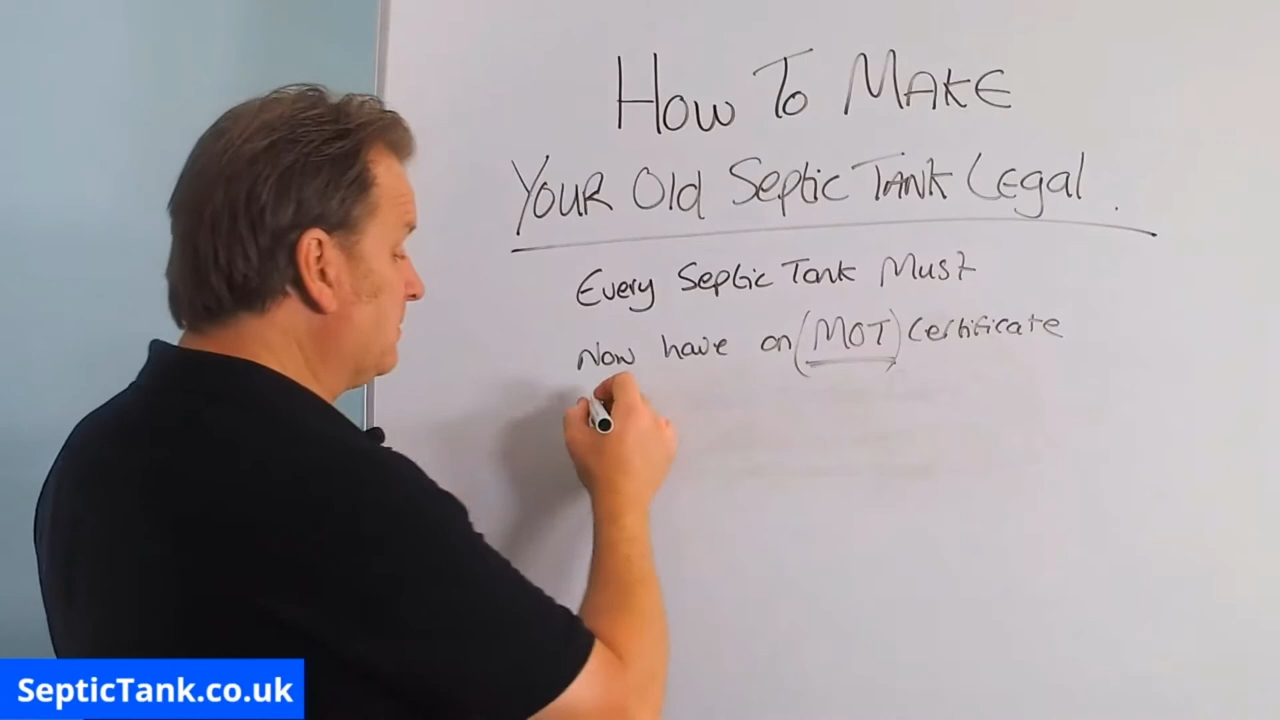 How To MAKE
YOUR Old Septic TANK Legal.
Every Septic Tank Must
Now have an (MOT) Certificate
SepticTank.co.uk